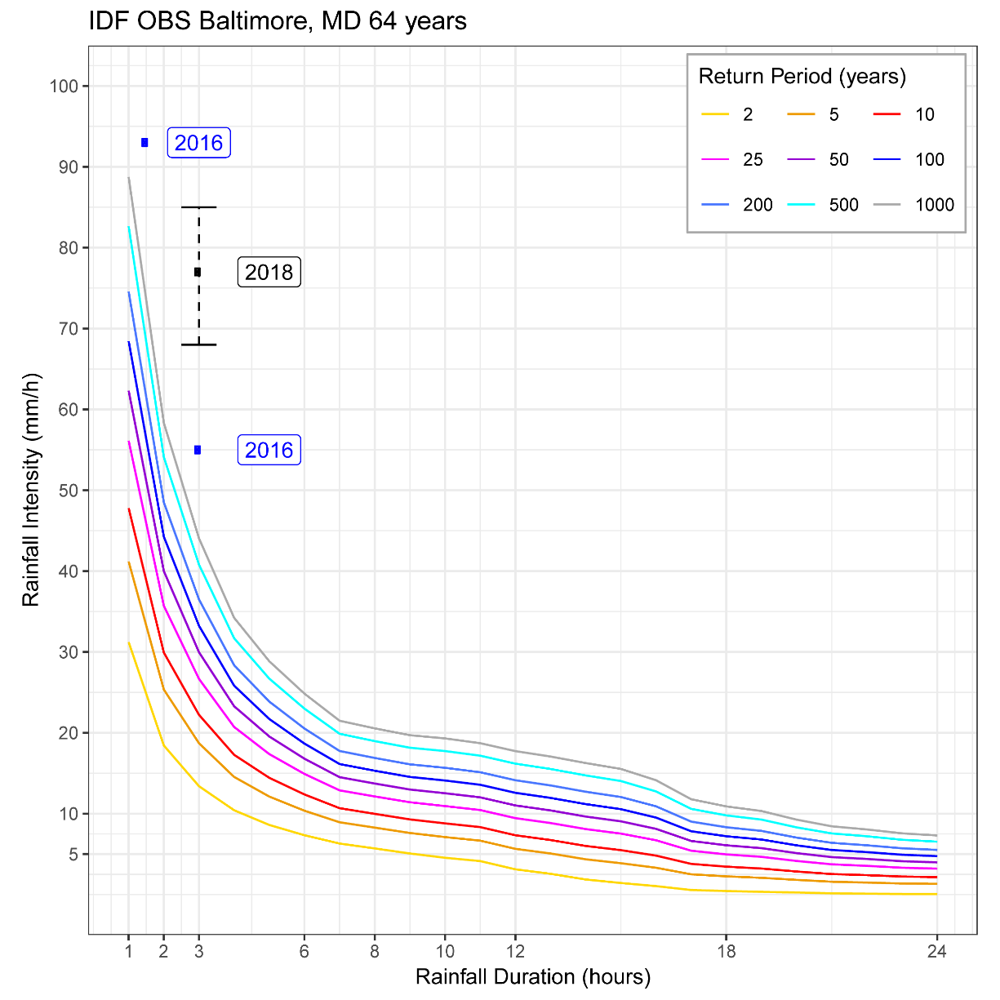 IDF OBS Baltimore, MD 64 years
Return Period (years)
2 5 10
25 50 100
200 500 1000
100
90
80
70
60
50
40
30
20
10
5
2016
2018
2016
Rainfall Intensity (mm/h)
1 2 3 6 8 10 12 18 24
Rainfall Duration (hours)